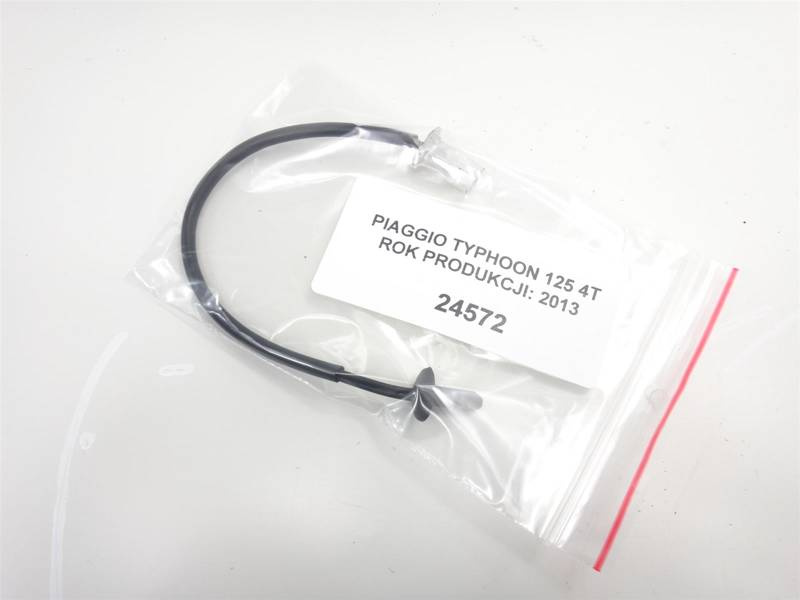 PIAGGIO TYPHOON 125 4T
ROK PRODUKCJI: 2013
24572